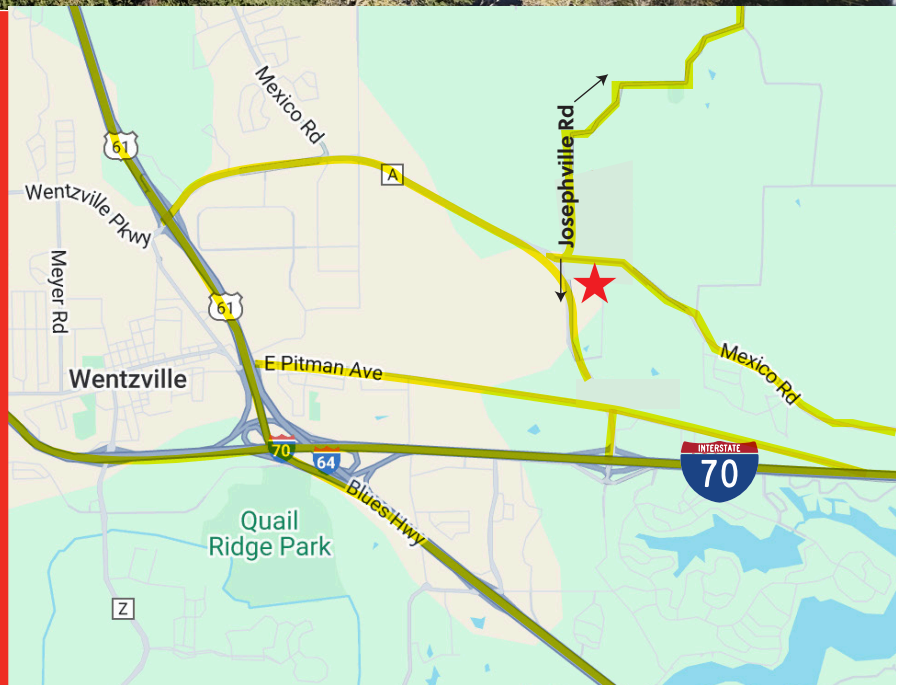 Mexico Rd
61
A
Josephville Rd
Wentzville Pkwy
Meyer Rd
61
E Pitman Ave
Wentzville
Mexico Rd
70
64
INTERSTATE
70
Blues Hwy
Quail
Ridge Park
Z